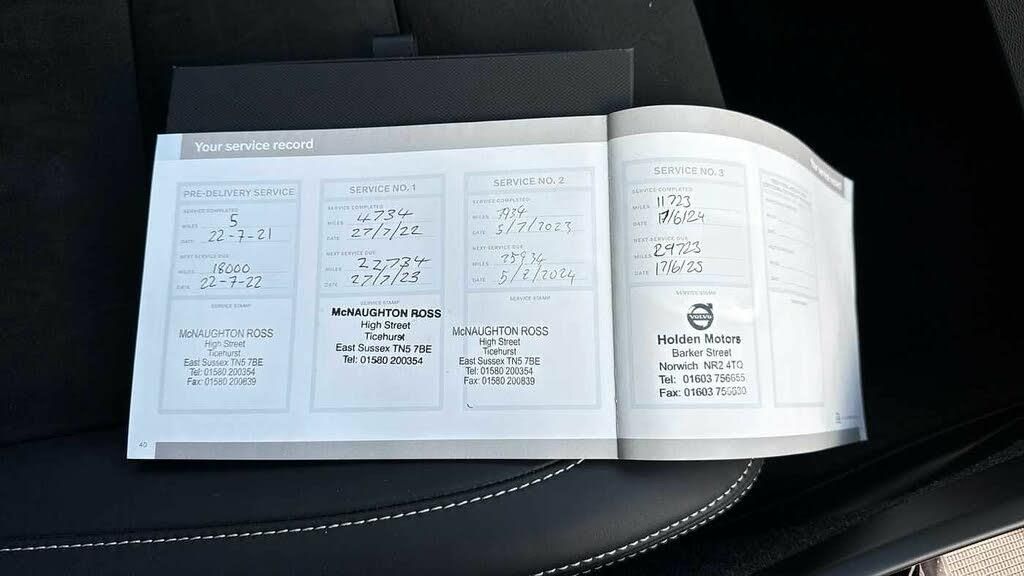 Your service record
PRE-DELIVERY SERVICE
SERVICE COMPLETED
MILES 5
DATE 22-7-21
NEXT SERVICE DUE
MILES 18000
DATE 22-7-22
SERVICE STAMP
McNAUGHTON ROSS
High Street
Ticehurst
East Sussex TN5 7BE
Tel: 01580 200354
Fax: 01580 200839
SERVICE NO. 1
SERVICE COMPLETED
MILES 4734
DATE 27/7/22
NEXT SERVICE DUE
MILES 22,734
DATE 27/7/23
SERVICE STAMP
McNAUGHTON ROSS
High Street
Ticehurst
East Sussex TN5 7BE
Tel: 01580 200354
SERVICE NO. 2
SERVICE COMPLETED
MILES 7934
DATE 5/7/2023
NEXT SERVICE DUE
MILES 25934
DATE 5/7/2024
SERVICE STAMP
McNAUGHTON ROSS
High Street
Ticehurst
East Sussex TN5 7BE
Tel: 01580 200354
Fax: 01580 200839
SERVICE NO. 3
SERVICE COMPLETED
MILES 11723
DATE 17/6/24
NEXT SERVICE DUE
MILES 29723
DATE 17/6/25
SERVICE STAMP
VOLVO
Holden Motors
Barker Street
Norwich NR2 4TQ
Tel: 01603 756655
Fax: 01603 756630
40